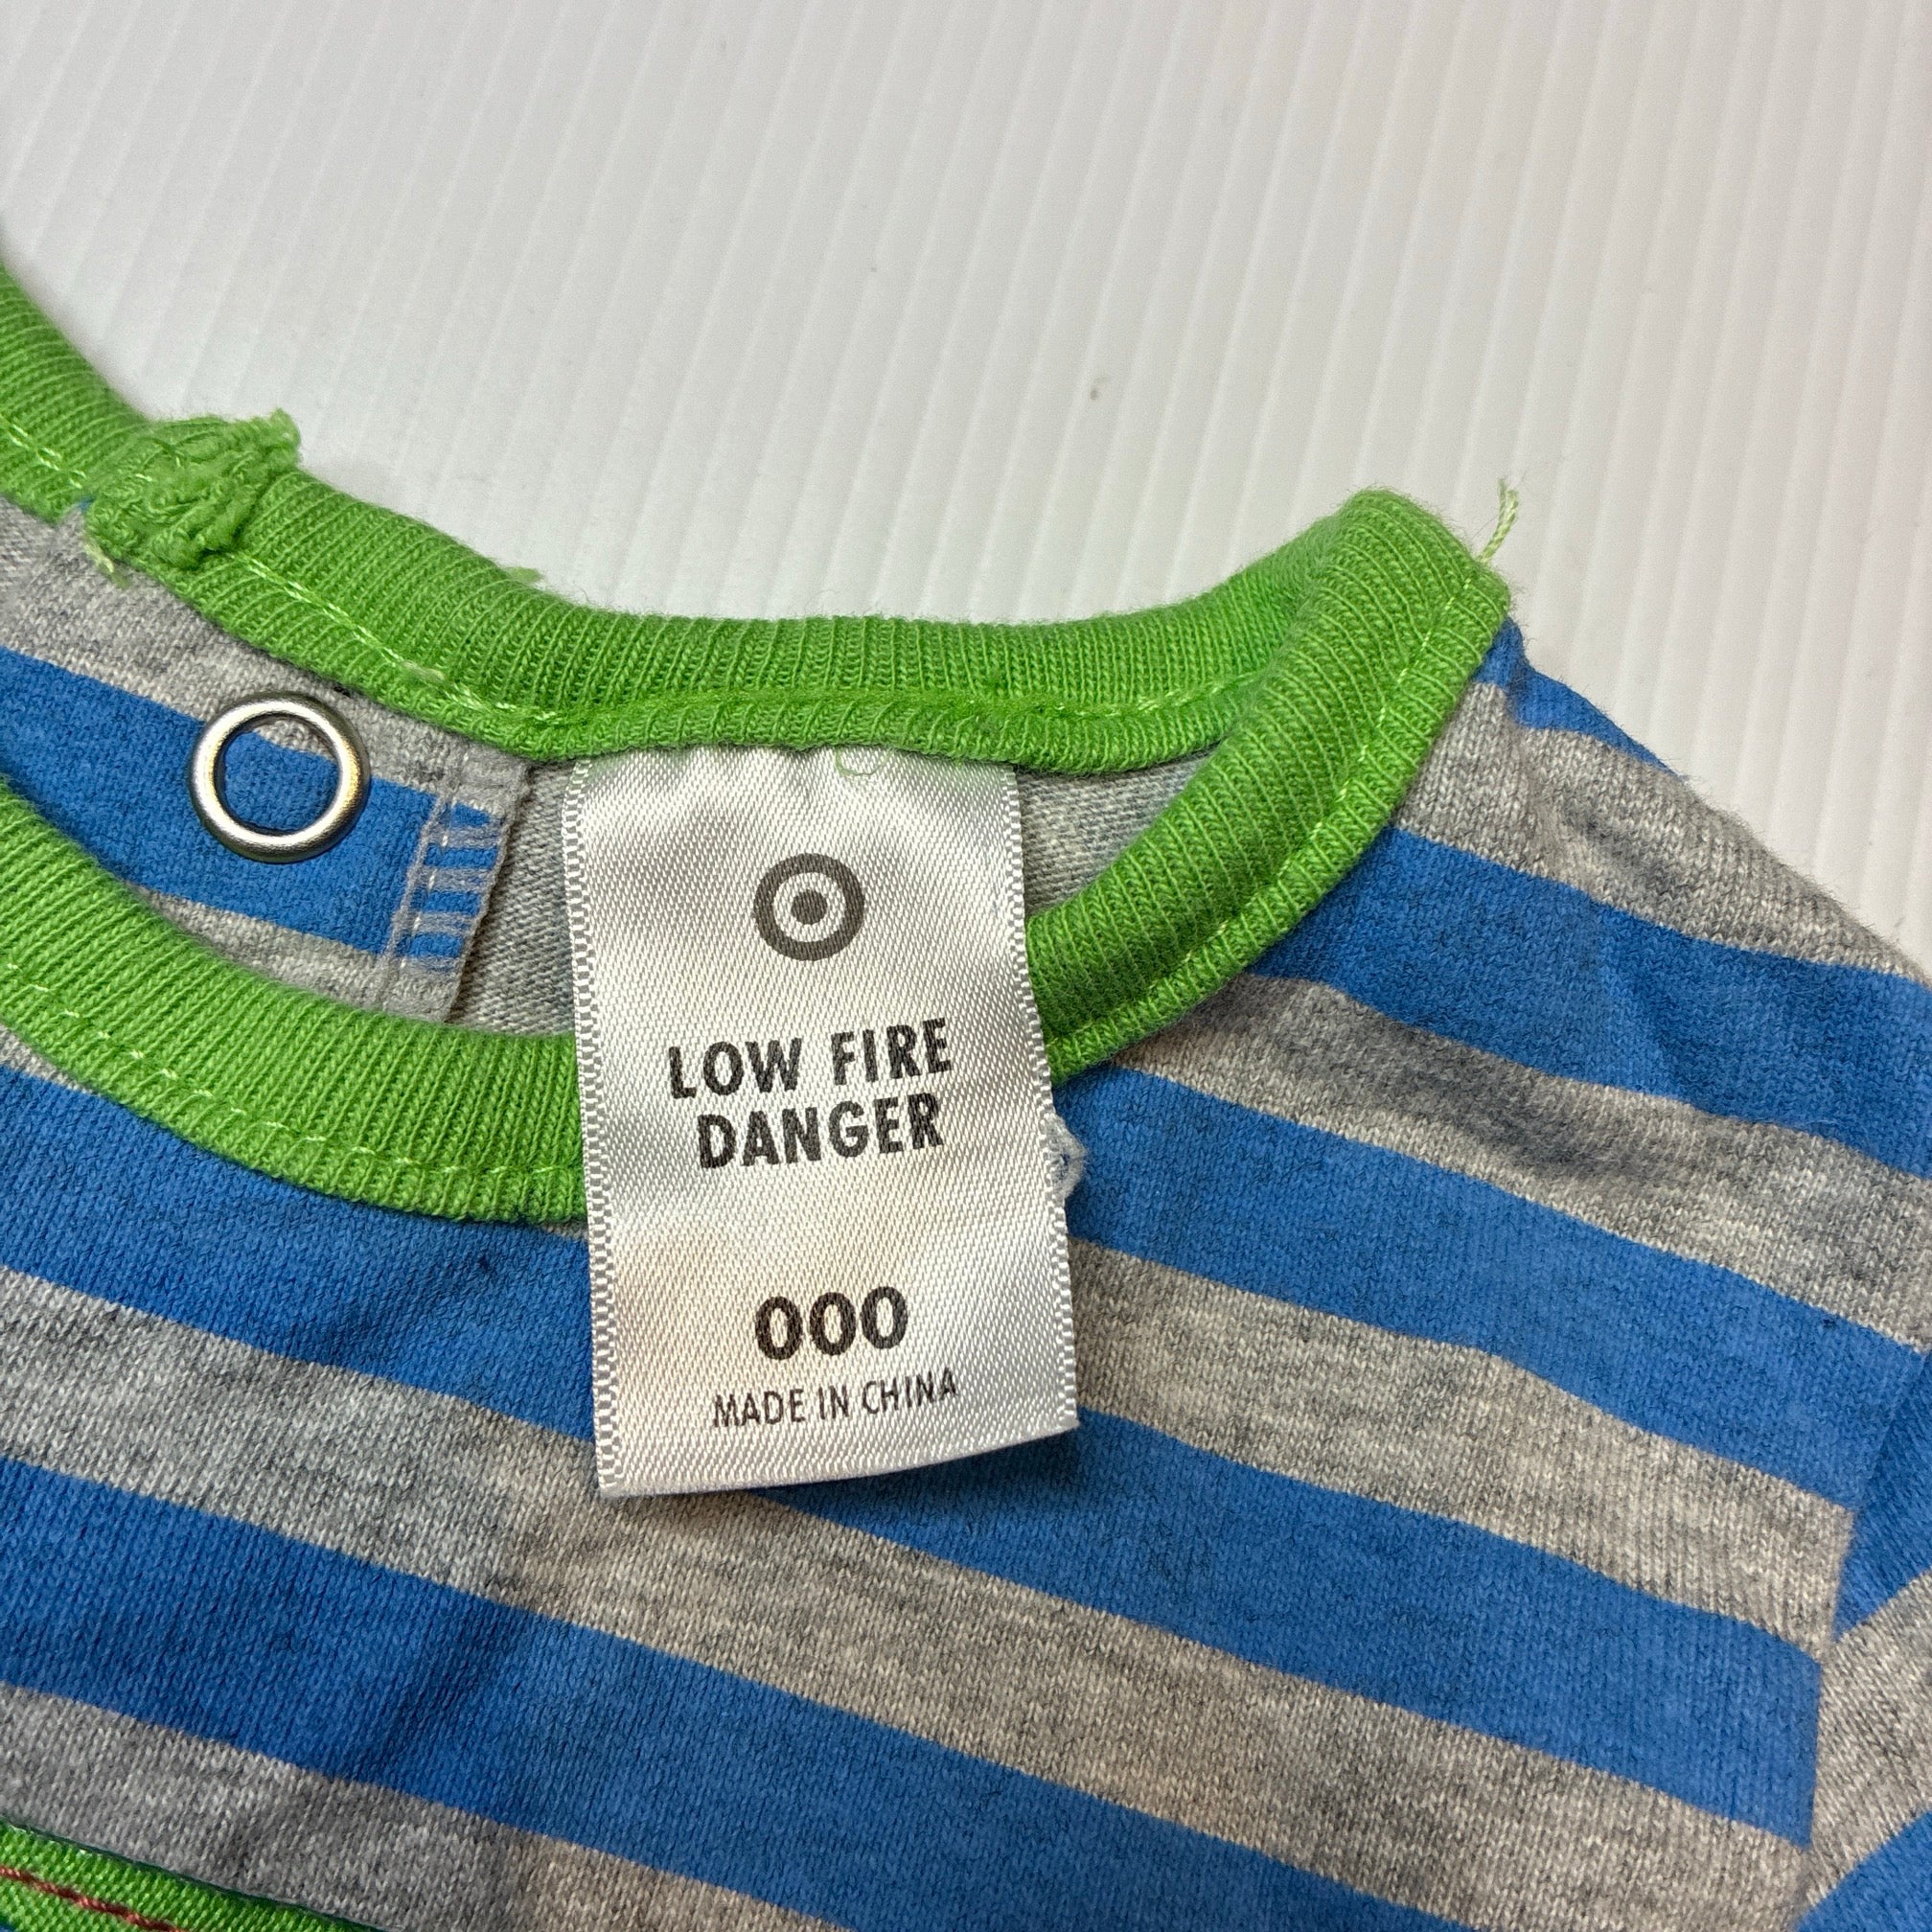 LOW FIRE
DANGER
000
MADE IN CHINA